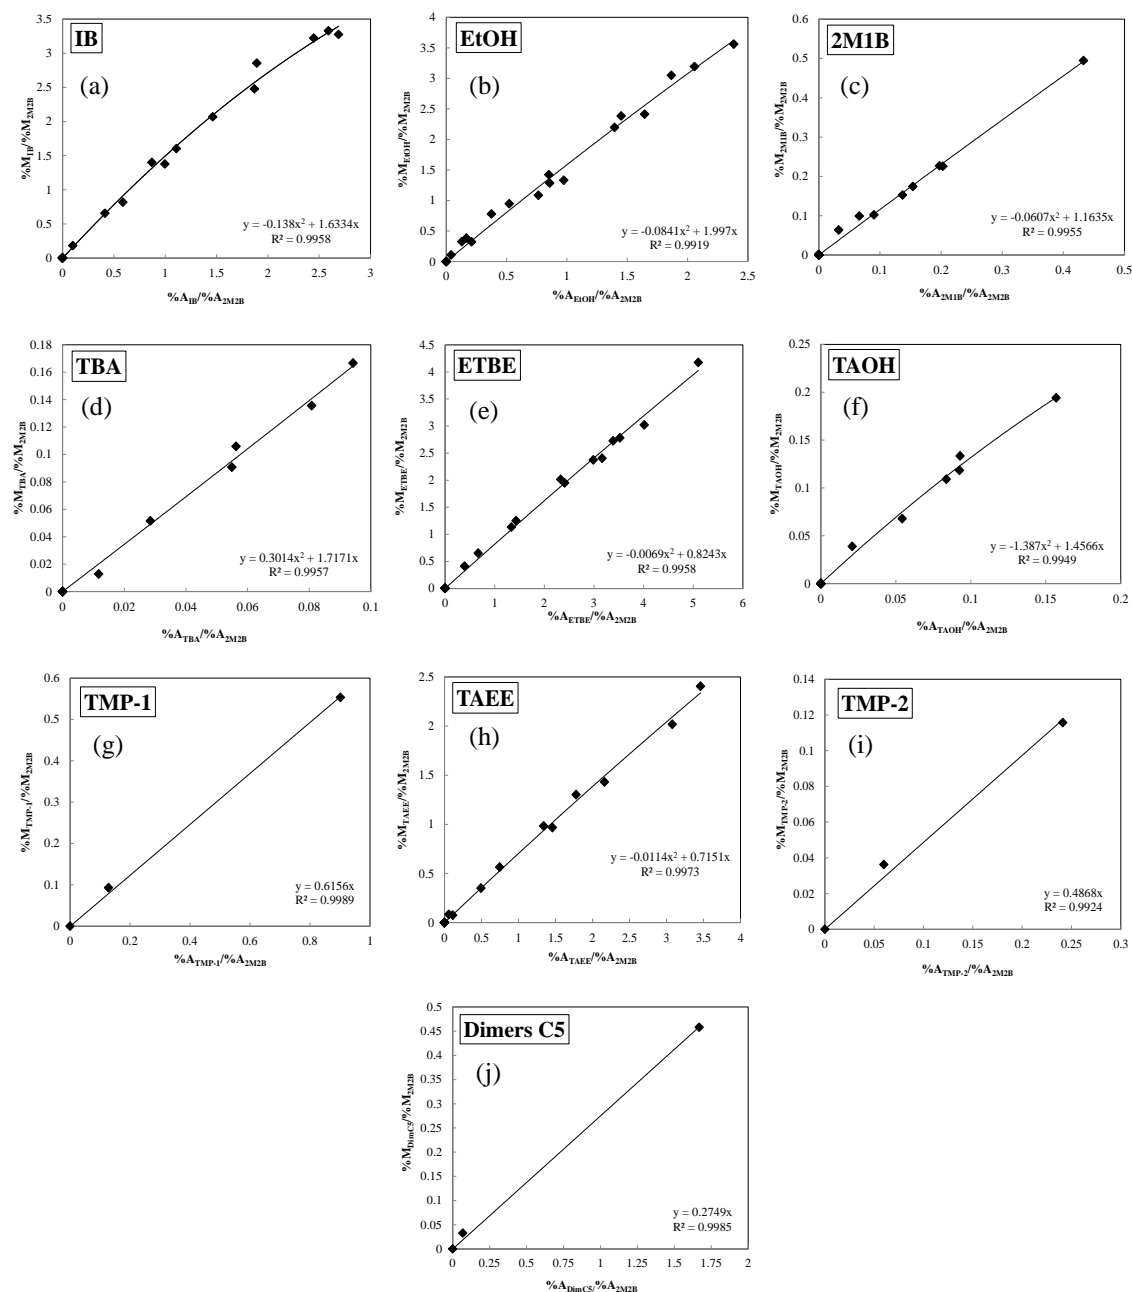 IB
(a)
%M_IB/%M_2M2B
3.5
3
2.5
2
1.5
1
0.5
0
y = -0.138x² + 1.6334x
R² = 0.9958
0 0.5 1 1.5 2 2.5 3
%A_IB/%A_2M2B
EtOH
(b)
%M_EtOH/%M_2M2B
4
3.5
3
2.5
2
1.5
1
0.5
0
y = -0.0841x² + 1.997x
R² = 0.9919
0 0.5 1 1.5 2 2.5
%A_EtOH/%A_2M2B
2M1B
(c)
%M_2M1B/%M_2M2B
0.6
0.5
0.4
0.3
0.2
0.1
0
y = -0.0607x² + 1.1635x
R² = 0.9955
0 0.1 0.2 0.3 0.4 0.5
%A_2M1B/%A_2M2B
TBA
(d)
%M_TBA/%M_2M2B
0.18
0.16
0.14
0.12
0.1
0.08
0.06
0.04
0.02
0
y = 0.3014x² + 1.7171x
R² = 0.9957
0 0.02 0.04 0.06 0.08 0.1
%A_TBA/%A_2M2B
ETBE
(e)
%M_ETBE/%M_2M2B
4.5
4
3.5
3
2.5
2
1.5
1
0.5
0
y = -0.0069x² + 0.8243x
R² = 0.9958
0 1 2 3 4 5 6
%A_ETBE/%A_2M2B
TAOH
(f)
%M_TAOH/%M_2M2B
0.25
0.2
0.15
0.1
0.05
0
y = -1.387x² + 1.4566x
R² = 0.9949
0 0.05 0.1 0.15 0.2
%A_TAOH/%A_2M2B
TMP-1
(g)
%M_TMP-1/%M_2M2B
0.6
0.5
0.4
0.3
0.2
0.1
0
y = 0.6156x
R² = 0.9989
0 0.2 0.4 0.6 0.8 1
%A_TMP-1/%A_2M2B
TAEE
(h)
%M_TAEE/%M_2M2B
2.5
2
1.5
1
0.5
0
y = -0.0114x² + 0.7151x
R² = 0.9973
0 0.5 1 1.5 2 2.5 3 3.5 4
%A_TAEE/%A_2M2B
TMP-2
(i)
%M_TMP-2/%M_2M2B
0.14
0.12
0.1
0.08
0.06
0.04
0.02
0
y = 0.4868x
R² = 0.9924
0 0.05 0.1 0.15 0.2 0.25 0.3
%A_TMP-2/%A_2M2B
Dimers C5
(j)
%M_DimC5/%M_2M2B
0.5
0.45
0.4
0.35
0.3
0.25
0.2
0.15
0.1
0.05
0
y = 0.2749x
R² = 0.9985
0 0.25 0.5 0.75 1 1.25 1.5 1.75 2
%A_DimC5/%A_2M2B